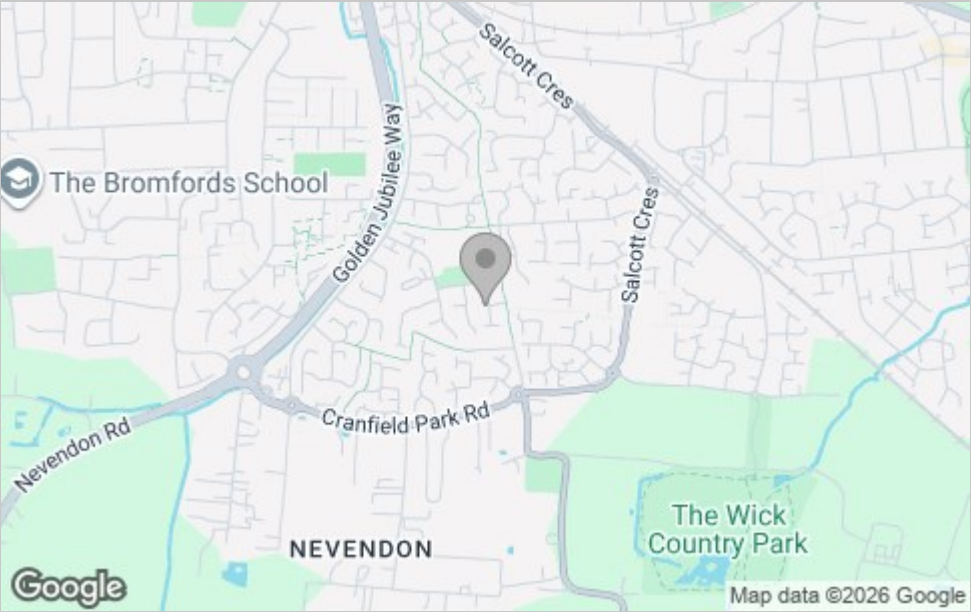 Salcott Cres
The Bromfords School
Golden Jubilee Way
Salcott Cres
Cranfield Park Rd
Nevendon Rd
The Wick
Country Park
NEVENDON
Google
Map data ©2026 Google